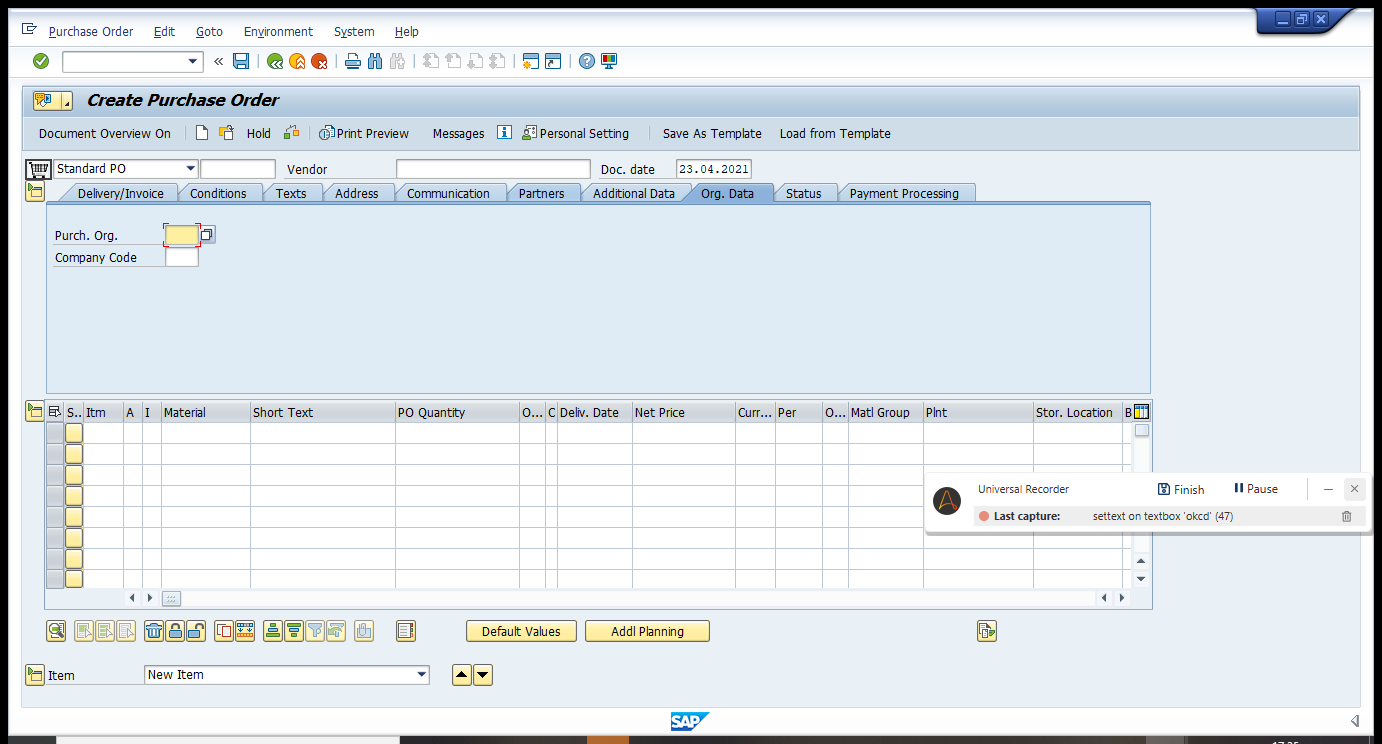 Purchase Order Edit Goto Environment System Help
Create Purchase Order
Document Overview On Hold Print Preview Messages Personal Setting Save As Template Load from Template
Standard PO Vendor Doc. date 23.04.2021
Delivery/Invoice Conditions Texts Address Communication Partners Additional Data Org. Data Status Payment Processing
Purch. Org.
Company Code
S.. Itm A I Material Short Text PO Quantity O... C Deliv. Date Net Price Curr... Per O... Matl Group Plnt Stor. Location B
Universal Recorder Finish Pause
Last capture: settext on textbox 'okcd' (47)
Default Values Addl Planning
Item New Item
SAP